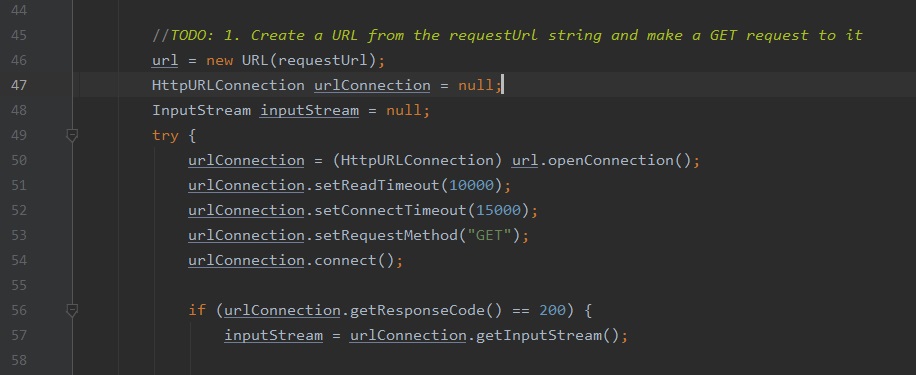 44
45 //TODO: 1. Create a URL from the requestUrl string and make a GET request to it
46 url = new URL(requestUrl);
47 HttpURLConnection urlConnection = null;
48 InputStream inputStream = null;
49 try {
50 urlConnection = (HttpURLConnection) url.openConnection();
51 urlConnection.setReadTimeout(10000);
52 urlConnection.setConnectTimeout(15000);
53 urlConnection.setRequestMethod("GET");
54 urlConnection.connect();
55
56 if (urlConnection.getResponseCode() == 200) {
57 inputStream = urlConnection.getInputStream();
58